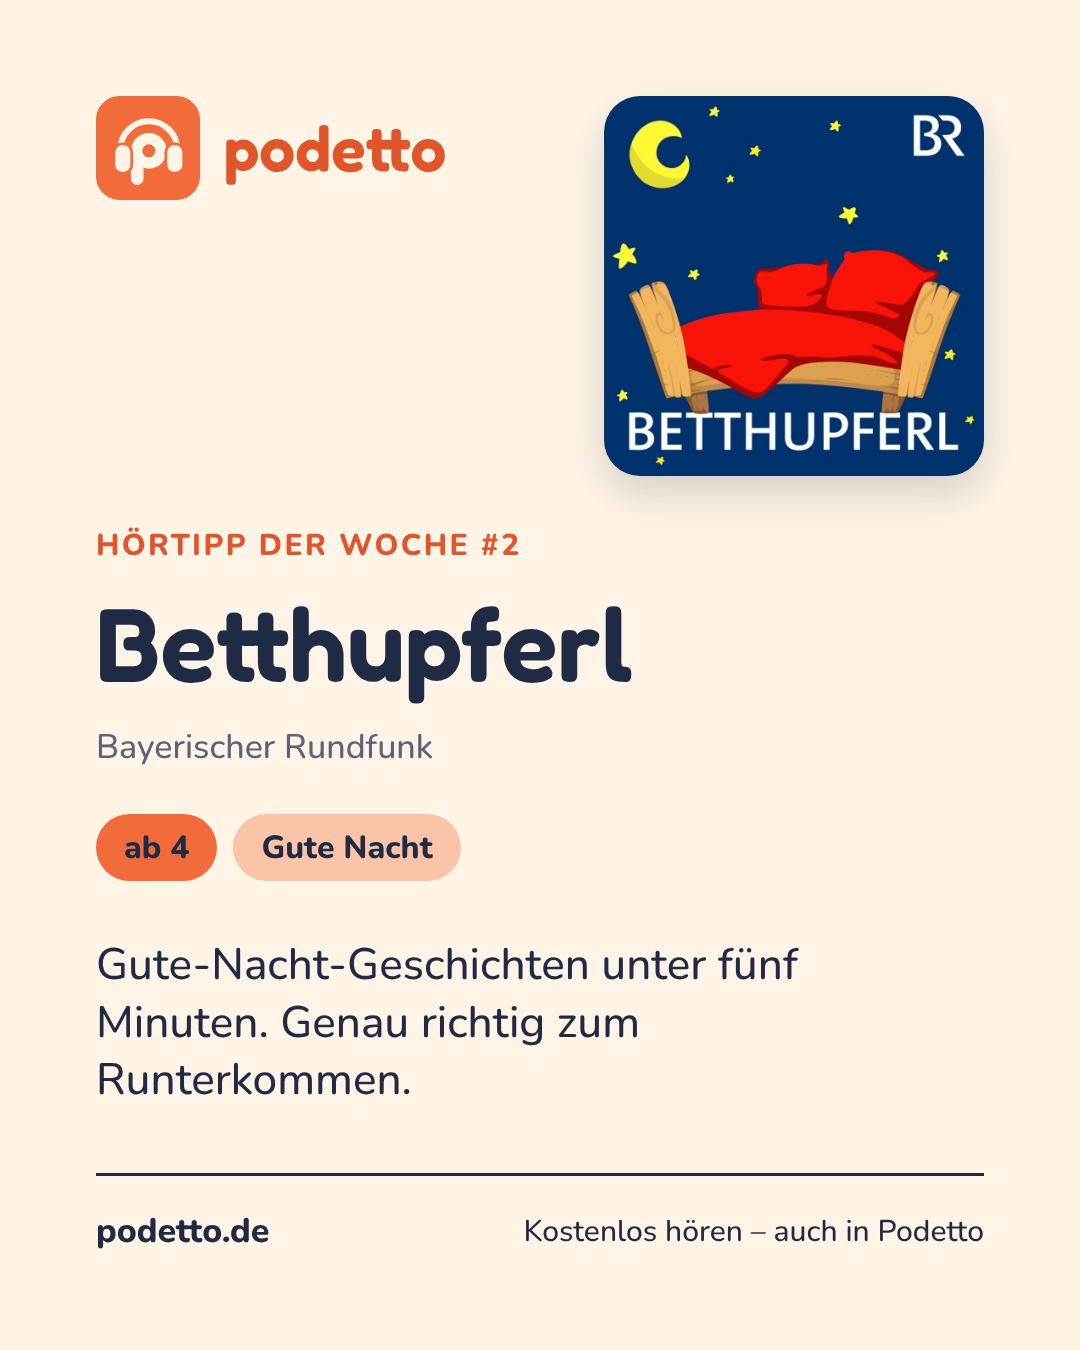 podetto
BR
BETTHUPFERL
HÖRTIPP DER WOCHE #2
Betthupferl
Bayerischer Rundfunk
ab 4
Gute Nacht
Gute-Nacht-Geschichten unter fünf
Minuten. Genau richtig zum
Runterkommen.
podetto.de
Kostenlos hören – auch in Podetto